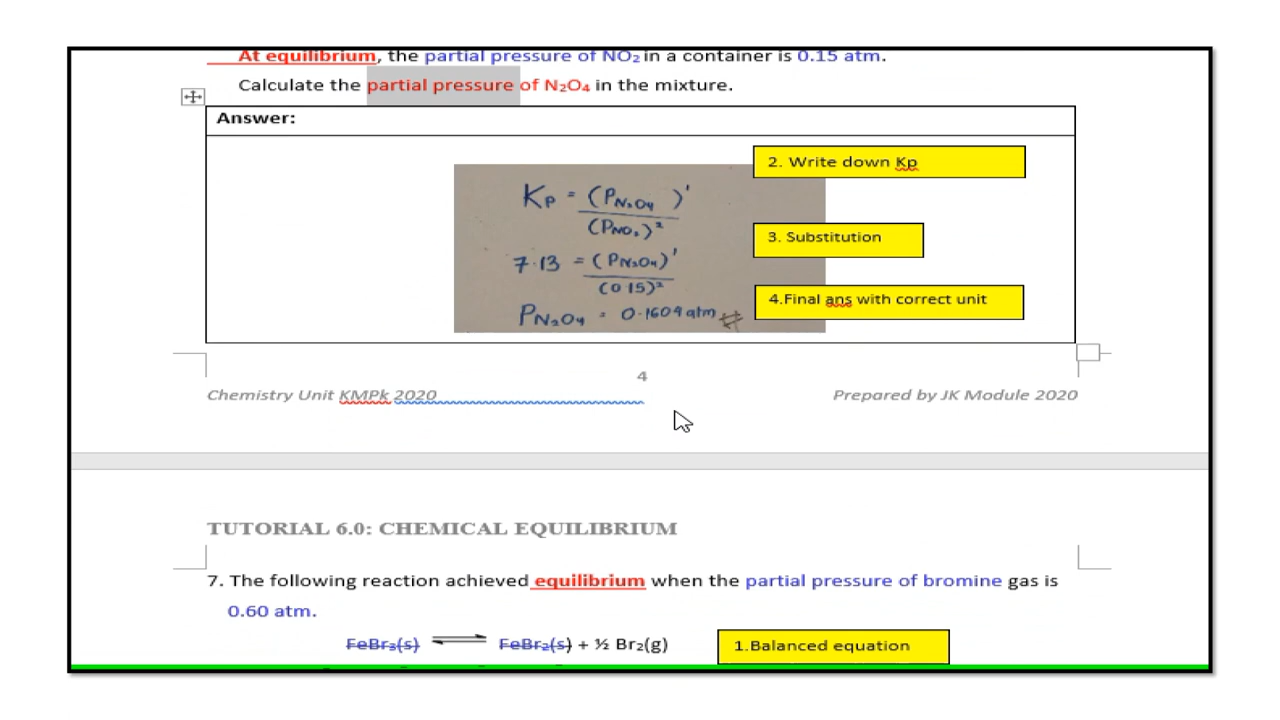 At equilibrium, the partial pressure of NO₂ in a container is 0.15 atm.
Calculate the partial pressure of N₂O₄ in the mixture.
Answer:
2. Write down Kp
Kp = (PN₂O₄)¹
(PNO₂)²
3. Substitution
7.13 = (PN₂O₄)¹
(0.15)²
4.Final ans with correct unit
PN₂O₄ = 0.1604 atm #
4
Chemistry Unit KMPk 2020 Prepared by JK Module 2020
TUTORIAL 6.0: CHEMICAL EQUILIBRIUM
7. The following reaction achieved equilibrium when the partial pressure of bromine gas is
0.60 atm.
FeBr₃(s) ⇌ FeBr₂(s) + ½ Br₂(g) 1.Balanced equation